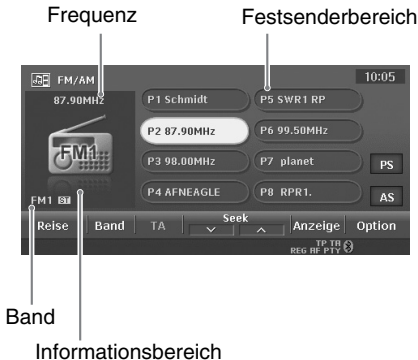 Frequenz
Festsenderbereich
FM/AM
10:05
87.90MHz
P1 Schmidt
P5 SWR1 RP
P2 87.90MHz
P6 99.50MHz
FM1
P3 98.00MHz
P7 planet
PS
P4 AFNEAGLE
P8 RPR1.
AS
FM1 ST
Reise
Band
TA
Seek
Anzeige
Option
TP TA
REG AF PTY
Band
Informationsbereich